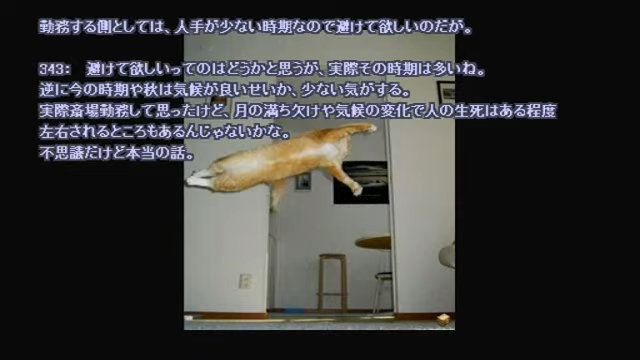 勤務する側としては、人手が少ない時期なので避けて欲しいのだが。
343:　避けて欲しいってのはどうかと思うが、実際その時期は多いね。
逆に今の時期や秋は気候が良いせいか、少ない気がする。
実際斎場勤務して思ったけど、月の満ち欠けや気候の変化で人の生死はある程度
左右されるところもあるんじゃないかな。
不思議だけど本当の話。